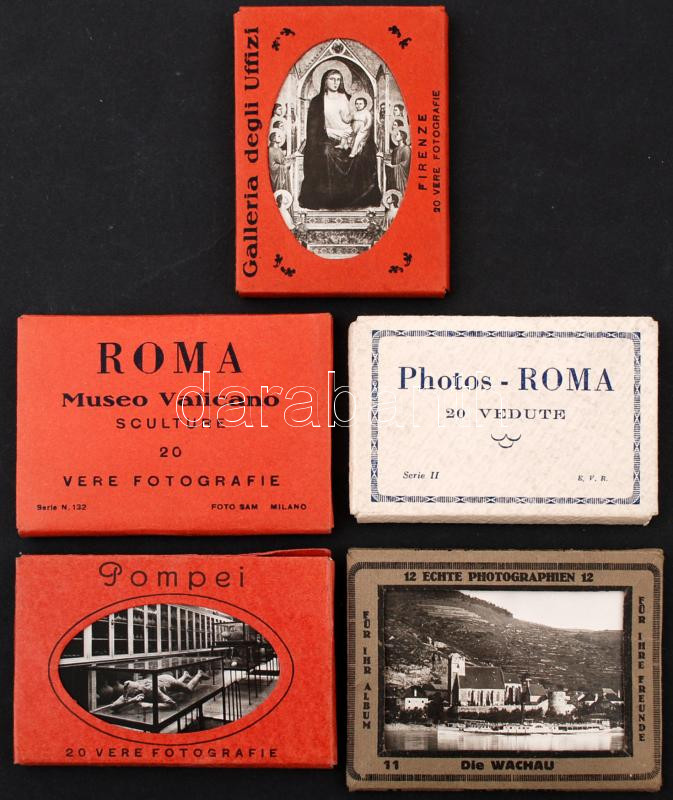 Galleria degli Uffizi
FIRENZE
20 VERE FOTOGRAFIE
ROMA
Museo Vaticano
SCULTURE
20
VERE FOTOGRAFIE
Serie N. 132
FOTO SAM MILANO
Photos - ROMA
20 VEDUTE
Serie II
E. V. R.
darabanth
Pompei
20 VERE FOTOGRAFIE
12 ECHTE PHOTOGRAPHIEN 12
FÜR IHR ALBUM
FÜR IHRE FREUNDE
11 Die WACHAU